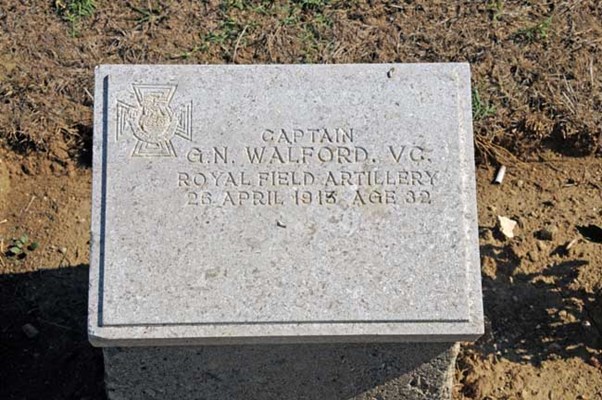 CAPTAIN
G.N. WALFORD. V.C.
ROYAL FIELD ARTILLERY
26 APRIL 1915 AGE 32